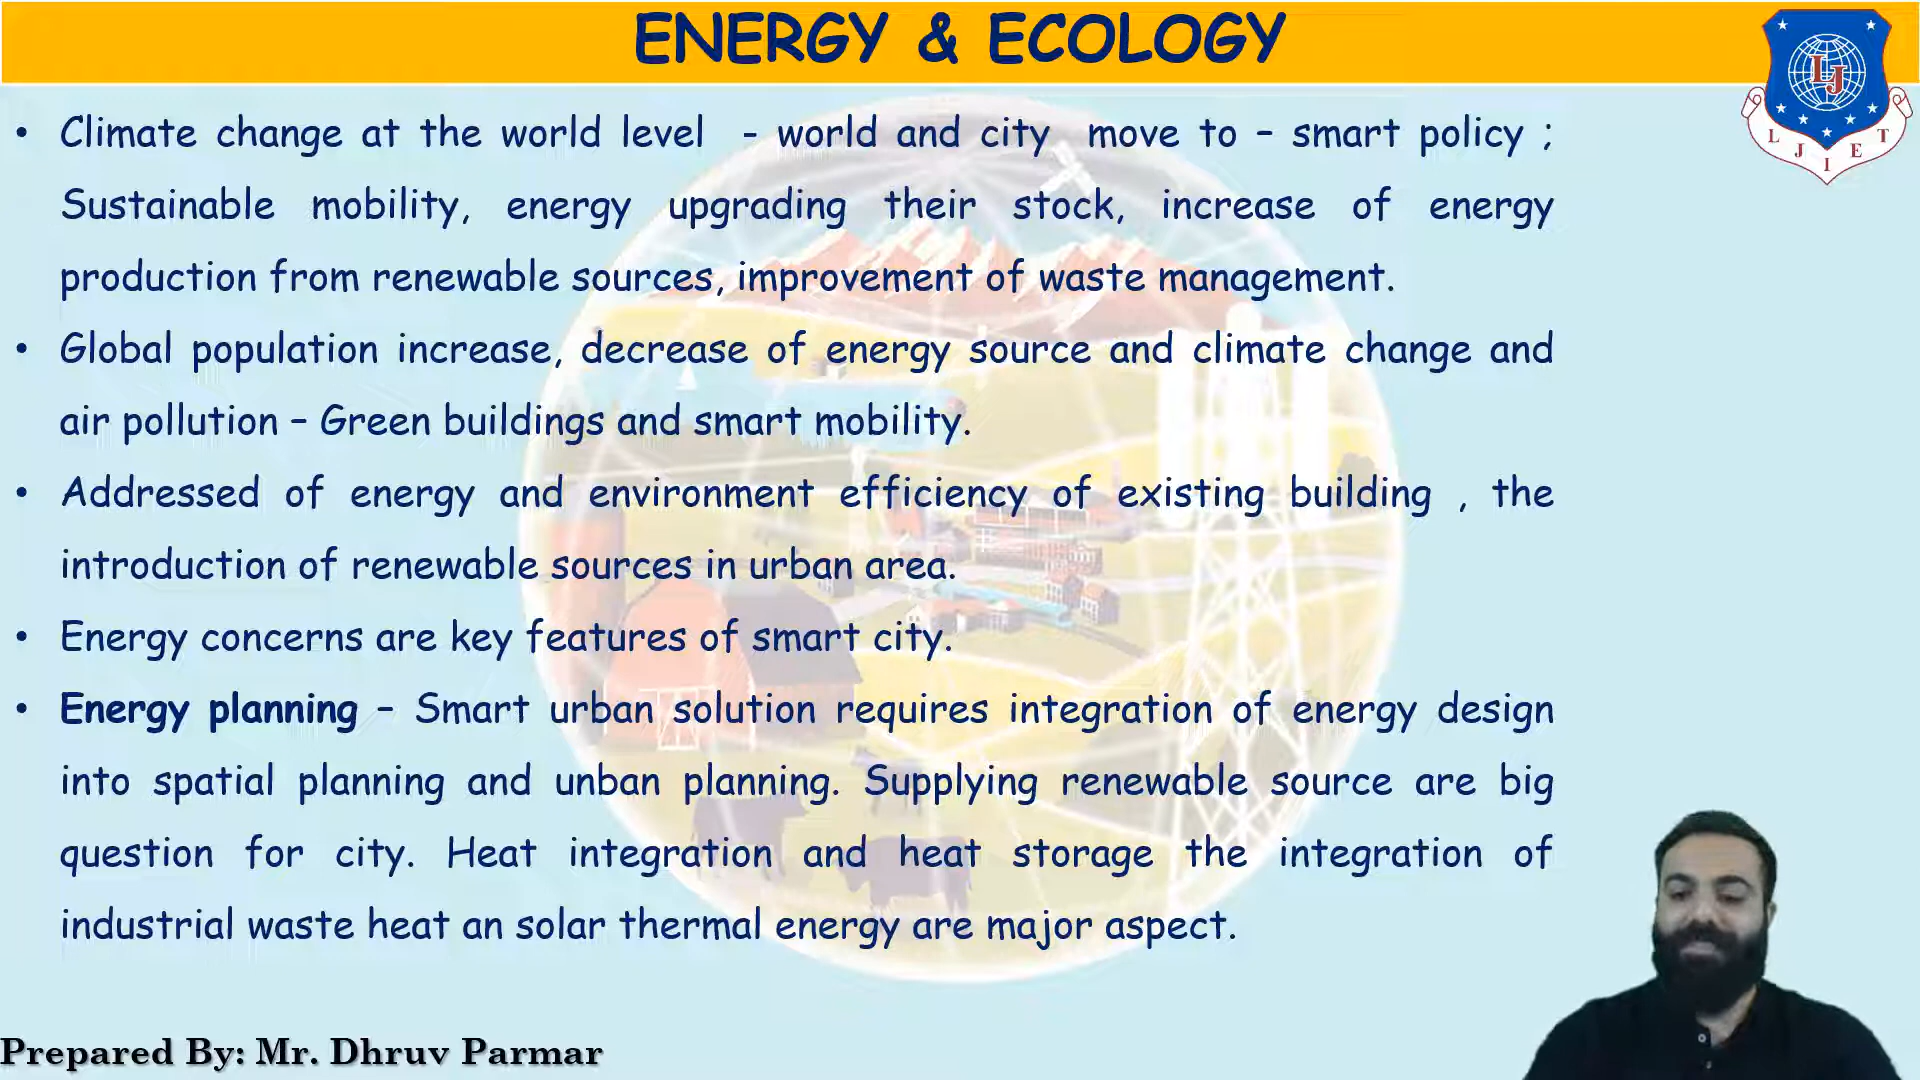 ENERGY & ECOLOGY
• Climate change at the world level - world and city move to – smart policy ;
Sustainable mobility, energy upgrading their stock, increase of energy
production from renewable sources, improvement of waste management.
• Global population increase, decrease of energy source and climate change and
air pollution – Green buildings and smart mobility.
• Addressed of energy and environment efficiency of existing building , the
introduction of renewable sources in urban area.
• Energy concerns are key features of smart city.
• Energy planning – Smart urban solution requires integration of energy design
into spatial planning and unban planning. Supplying renewable source are big
question for city. Heat integration and heat storage the integration of
industrial waste heat an solar thermal energy are major aspect.
LJ
L J I E T
Prepared By: Mr. Dhruv Parmar